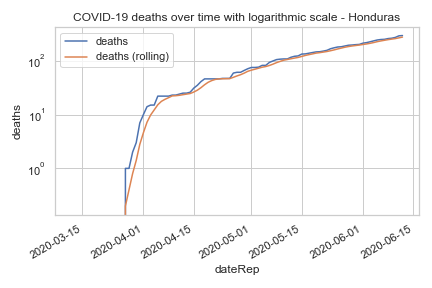 COVID-19 deaths over time with logarithmic scale - Honduras
deaths
deaths (rolling)
10²
10¹
10⁰
deaths
2020-03-15
2020-04-01
2020-04-15
2020-05-01
2020-05-15
2020-06-01
2020-06-15
dateRep